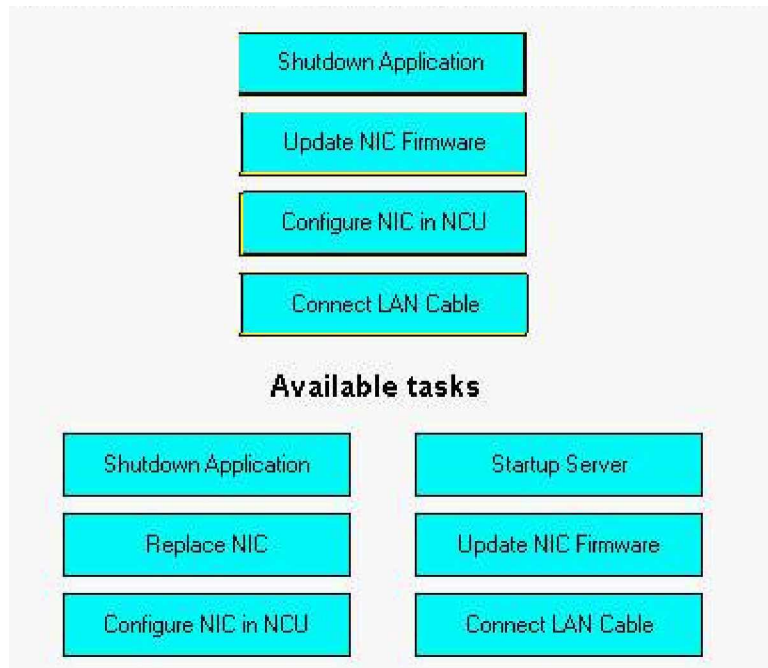 Shutdown Application
Update NIC Firmware
Configure NIC in NCU
Connect LAN Cable
Available tasks
Shutdown Application
Startup Server
Replace NIC
Update NIC Firmware
Configure NIC in NCU
Connect LAN Cable